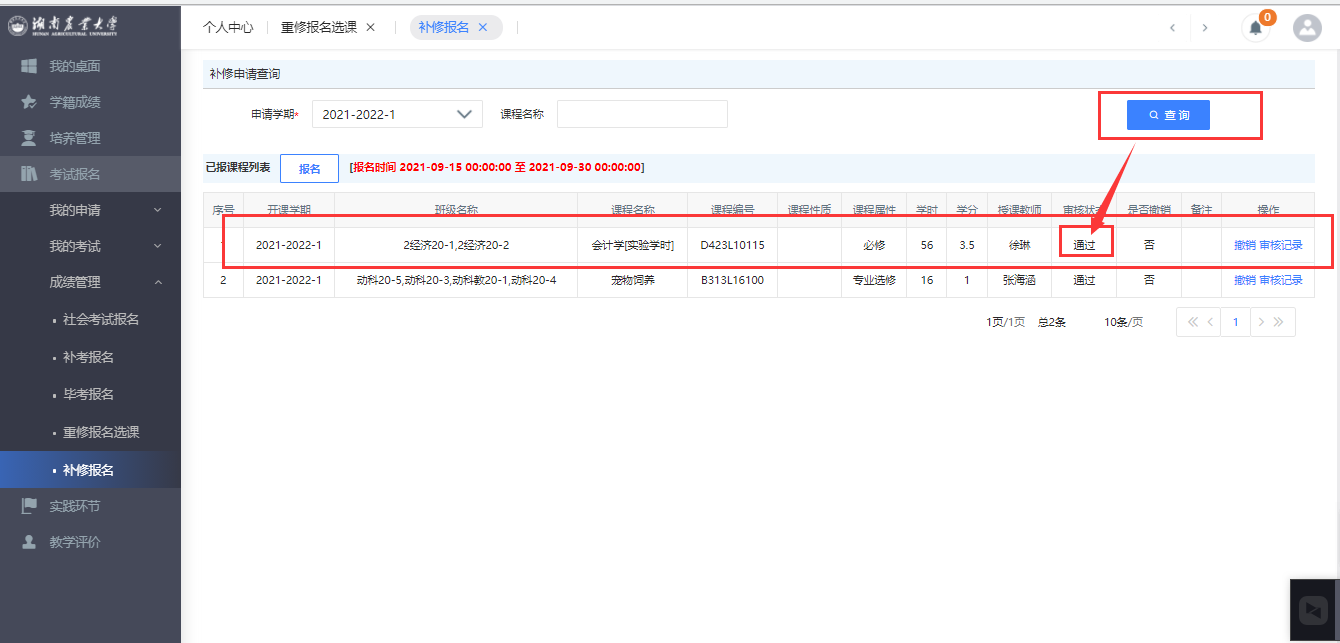 湖南农业大学
HUNAN AGRICULTURAL UNIVERSITY
个人中心
重修报名选课 ×
补修报名 ×
0
我的桌面
学籍成绩
培养管理
考试报名
我的申请
我的考试
成绩管理
社会考试报名
补考报名
毕考报名
重修报名选课
补修报名
实践环节
教学评价
补修申请查询
申请学期* 2021-2022-1 课程名称 查 询
已报课程列表 报名 [报名时间 2021-09-15 00:00:00 至 2021-09-30 00:00:00]
序号 开课学期 班级名称 课程名称 课程编号 课程性质 课程属性 学时 学分 授课教师 审核状态 是否撤销 备注 操作
1 2021-2022-1 2经济20-1,2经济20-2 会计学[实验学时] D423L10115 必修 56 3.5 徐琳 通过 否 撤销 审核记录
2 2021-2022-1 动科20-5,动科20-3,动科教20-1,动科20-4 宠物饲养 B313L16100 专业选修 16 1 张海涵 通过 否 撤销 审核记录
1页/1页 总2条 10条/页 1